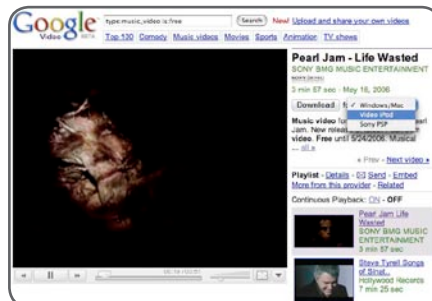 Google
Video BETA
type:music_video is:free
Search
New! Upload and share your own videos
Top 100 Comedy Music videos Movies Sports Animation TV shows
Pearl Jam - Life Wasted
SONY BMG MUSIC ENTERTAINMENT
3 min 57 sec - May 18, 2006
Download
✓ Windows/Mac
Video iPod
Sony PSP
Music video
Jam. New
video. Free until 5/24/2006. Musical
... all »
« Prev - Next video »
Playlist - Details - Send - Embed
More from this provider - Related
Continuous Playback: ON - OFF
Pearl Jam Life
Wasted
SONY BMG MUSIC
ENTERTAINMENT
3 min 57 sec
Steve Tyrell Songs
of Sinat...
Hollywood Records
7 min 25 sec